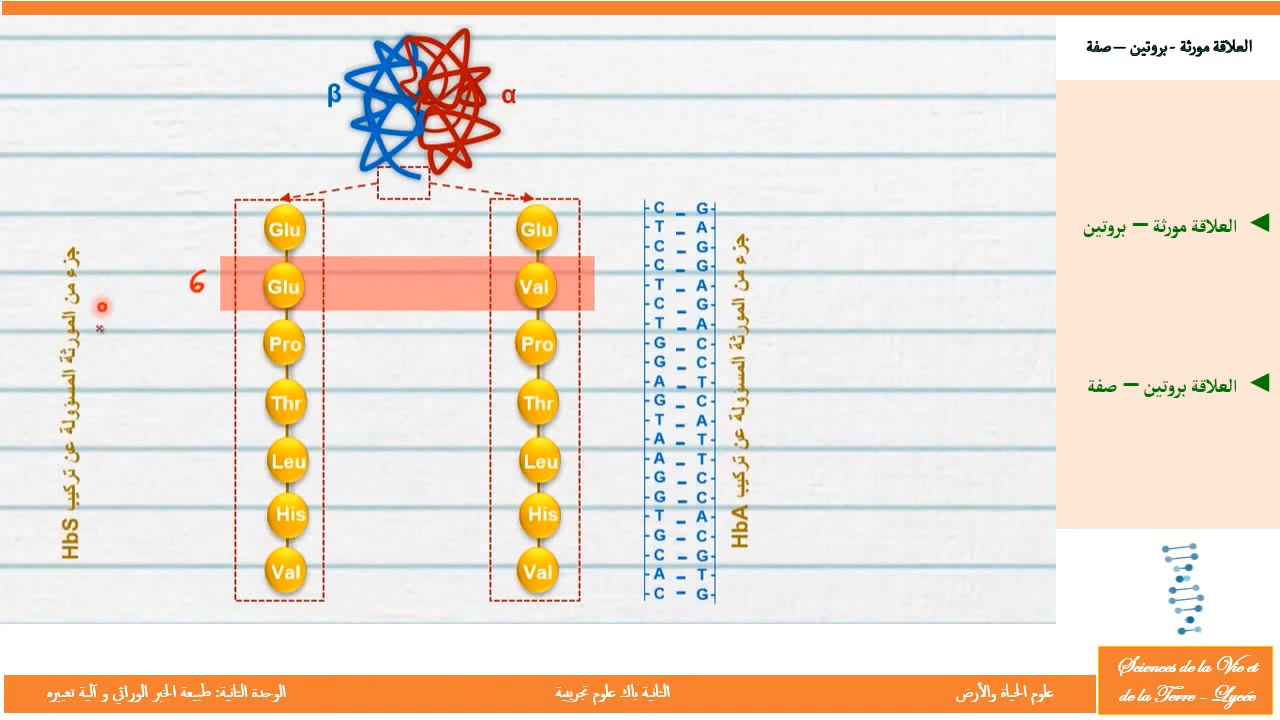 العلاقة مورثة - بروتين – صفة
β
α
Glu
Glu
Pro
Thr
Leu
His
Val
6
Glu
Val
Pro
Thr
Leu
His
Val
C – G
T – A
C – G
C – G
T – A
C – G
T – A
G – C
G – C
A – T
G – C
T – A
A – T
A – T
G – C
G – C
T – A
G – C
C – G
A – T
C – G
جزء من المورثة المسؤولة عن تركيب HbS
جزء من المورثة المسؤولة عن تركيب HbA
◄ العلاقة مورثة – بروتين
◄ العلاقة بروتين – صفة
علوم الحياة والأرض
الثانية باك علوم تجريبية
الوحدة الثانية: طبيعة الخبر الوراثي و آلية تعبيره
Sciences de la Vie et
de la Terre - Lycée